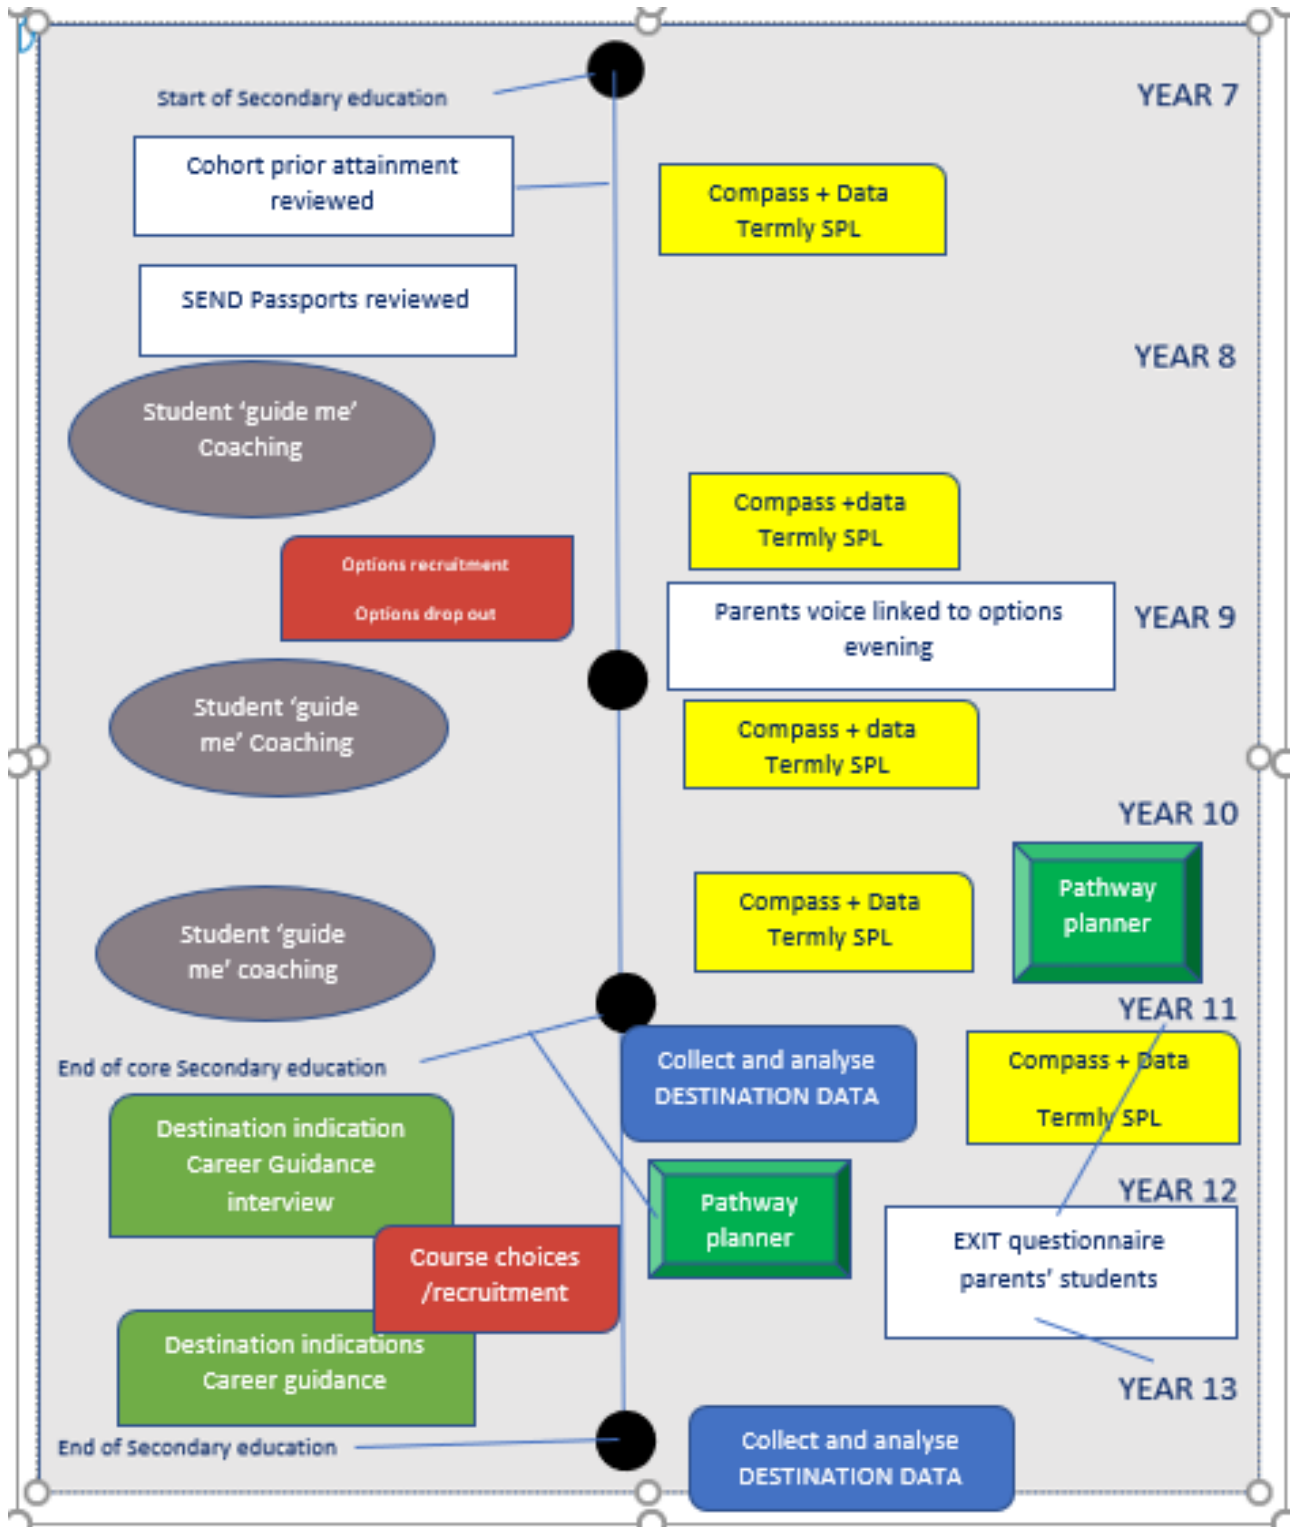 Start of Secondary education
YEAR 7
Cohort prior attainment
reviewed
Compass + Data
Termly SPL
SEND Passports reviewed
YEAR 8
Student ‘guide me’
Coaching
Compass +data
Termly SPL
Options recruitment
Options drop out
Parents voice linked to options
evening
YEAR 9
Student ‘guide
me’ Coaching
Compass + data
Termly SPL
YEAR 10
Pathway
planner
Compass + Data
Termly SPL
Student ‘guide
me’ coaching
YEAR 11
End of core Secondary education
Collect and analyse
DESTINATION DATA
Compass + Data
Termly SPL
Destination indication
Career Guidance
interview
Pathway
planner
YEAR 12
EXIT questionnaire
parents’ students
Course choices
/recruitment
Destination indications
Career guidance
YEAR 13
End of Secondary education
Collect and analyse
DESTINATION DATA